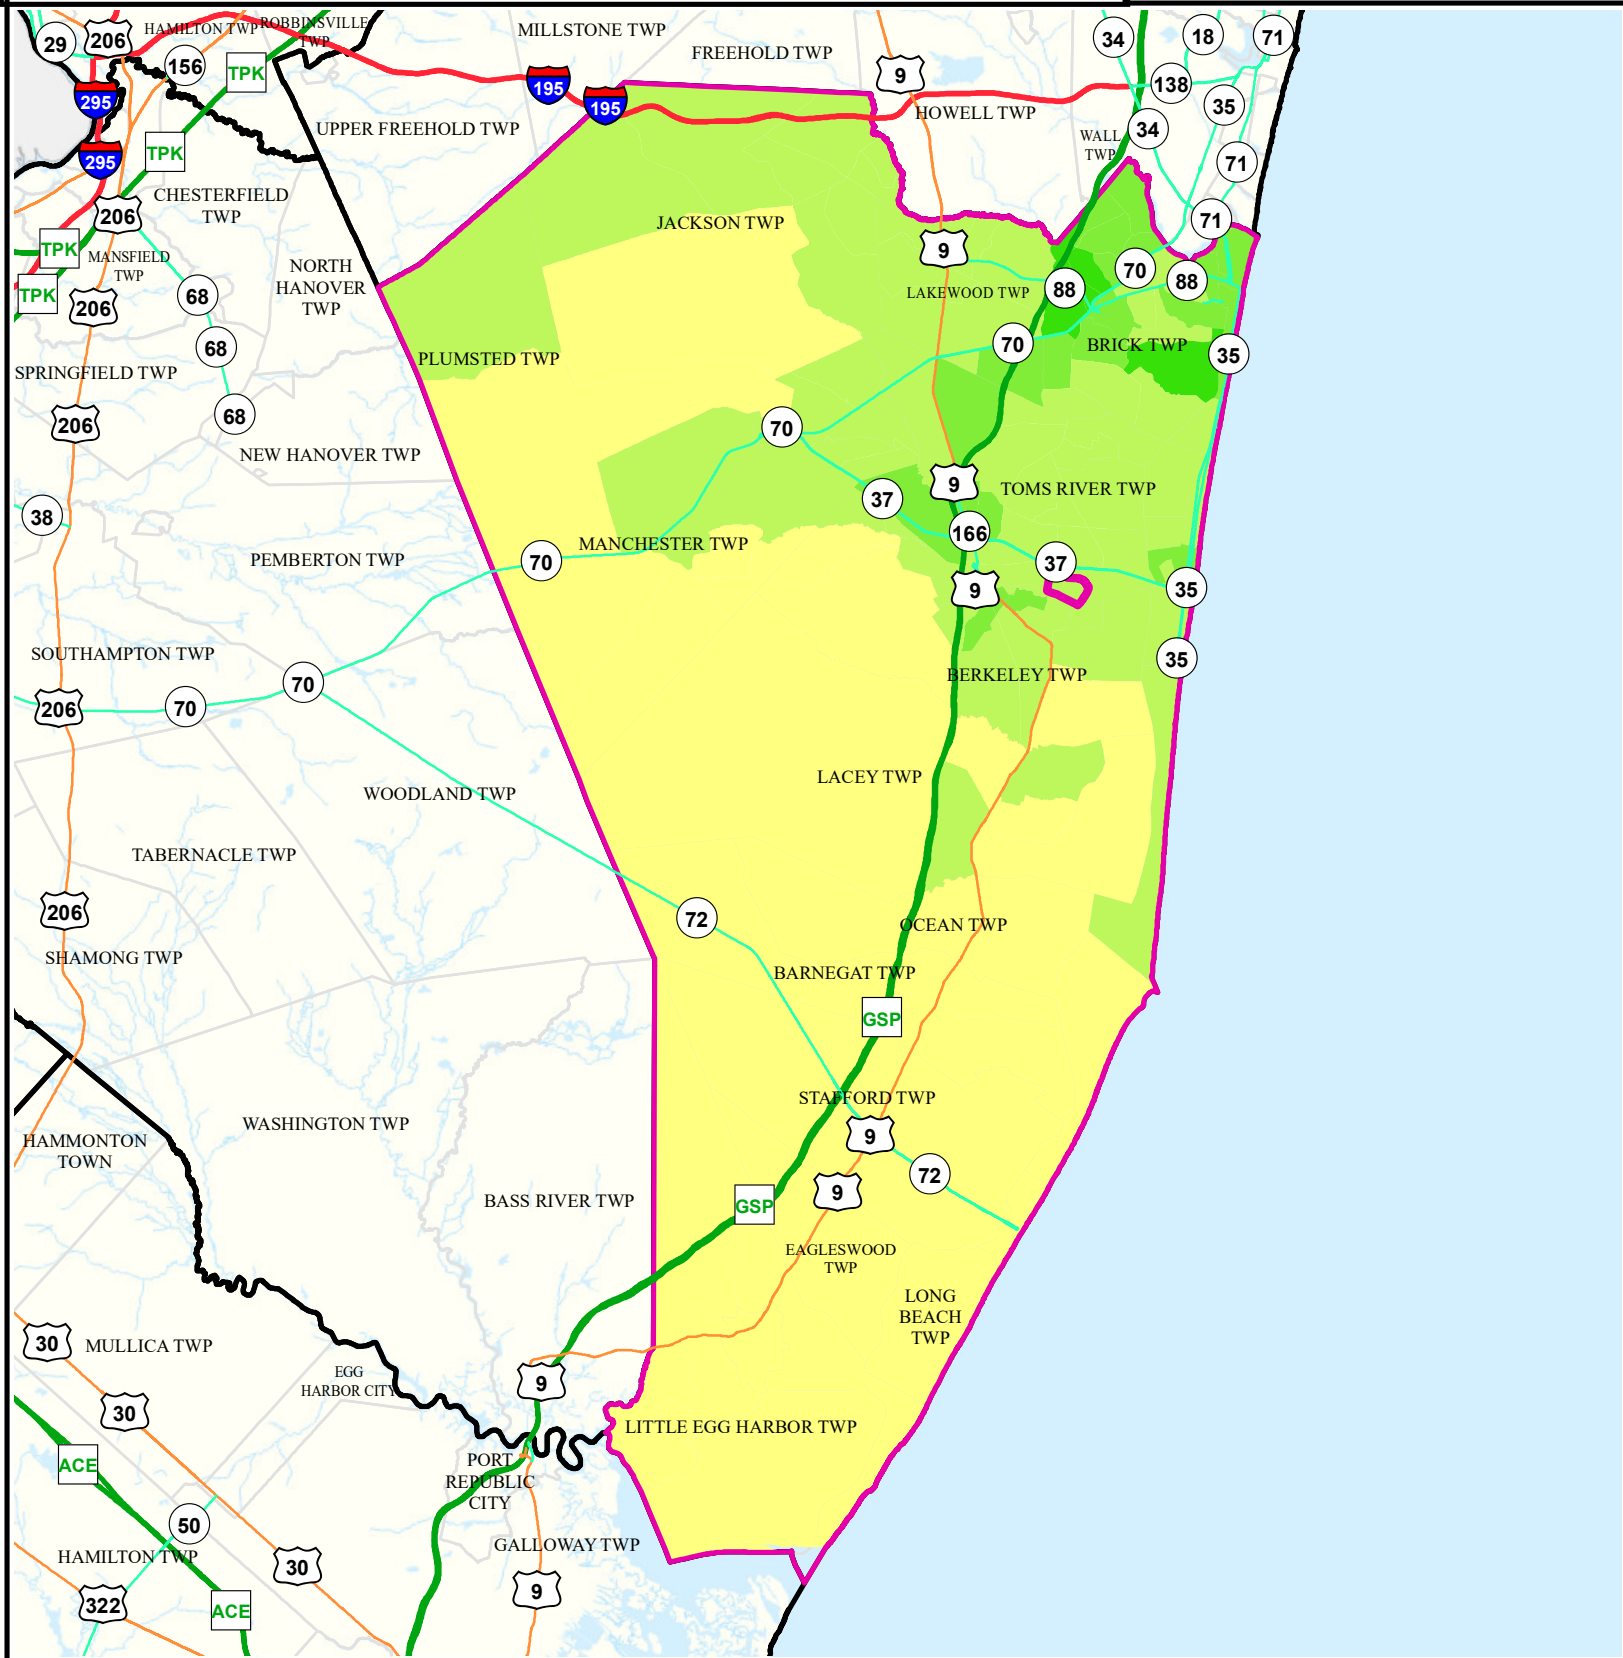 29
206
HAMILTON TWP
ROBBINSVILLE
TWP
156
TPK
295
MILLSTONE TWP
FREEHOLD TWP
9
34
18
71
195
195
138
35
HOWELL TWP
UPPER FREEHOLD TWP
34
WALL
TWP
TPK
295
71
CHESTERFIELD
TWP
206
JACKSON TWP
71
TPK
MANSFIELD
TWP
9
70
88
NORTH
HANOVER
TWP
TPK
68
206
LAKEWOOD TWP
88
68
70
BRICK TWP
35
PLUMSTED TWP
SPRINGFIELD TWP
68
206
70
NEW HANOVER TWP
9
TOMS RIVER TWP
37
38
166
MANCHESTER TWP
PEMBERTON TWP
70
37
9
35
SOUTHAMPTON TWP
35
BERKELEY TWP
70
206
70
LACEY TWP
WOODLAND TWP
TABERNACLE TWP
206
72
OCEAN TWP
SHAMONG TWP
BARNEGAT TWP
GSP
STAFFORD TWP
WASHINGTON TWP
9
HAMMONTON
TOWN
72
BASS RIVER TWP
9
GSP
EAGLESWOOD
TWP
LONG
BEACH
TWP
30
MULLICA TWP
EGG
HARBOR CITY
9
30
LITTLE EGG HARBOR TWP
ACE
PORT
REPUBLIC
CITY
50
GALLOWAY TWP
HAMILTON TWP
30
9
322
ACE